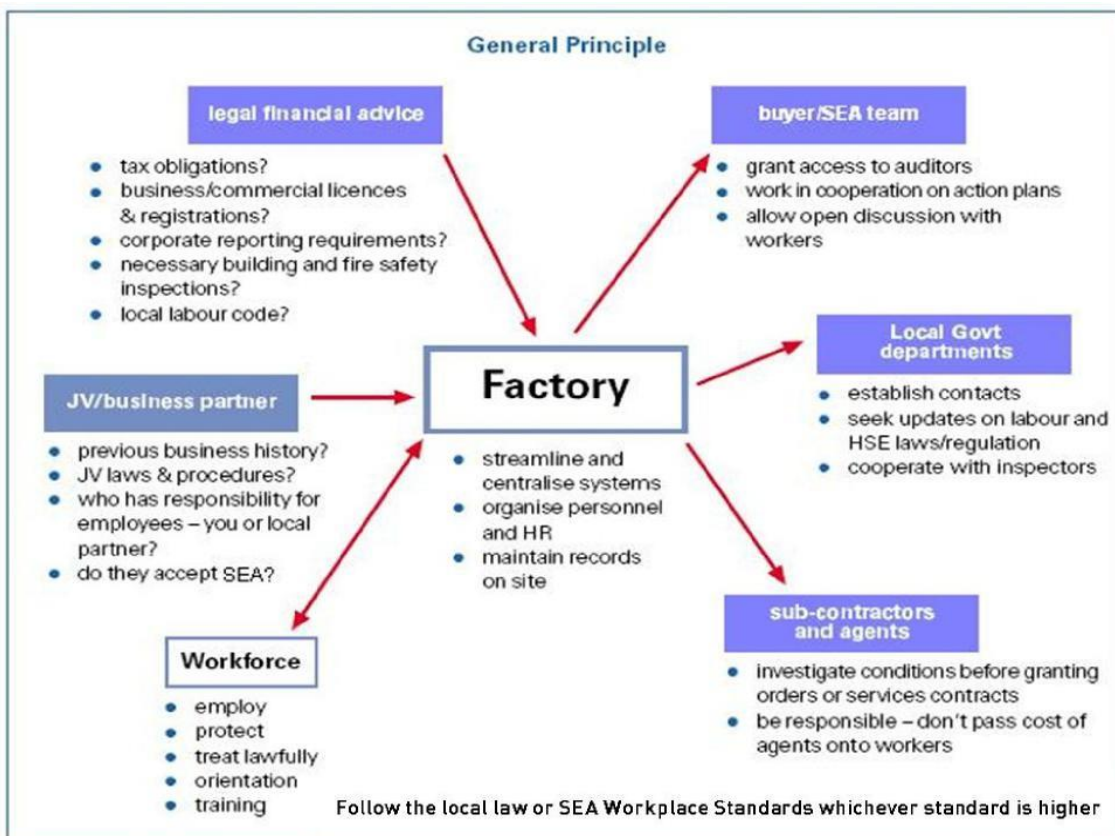 General Principle
legal financial advice
• tax obligations?
• business/commercial licences
& registrations?
• corporate reporting requirements?
• necessary building and fire safety
inspections?
• local labour code?
buyer/SEA team
• grant access to auditors
• work in cooperation on action plans
• allow open discussion with
workers
JV/business partner
• previous business history?
• JV laws & procedures?
• who has responsibility for
employees – you or local
partner?
• do they accept SEA?
Factory
• streamline and
centralise systems
• organise personnel
and HR
• maintain records
on site
Local Govt
departments
• establish contacts
• seek updates on labour and
HSE laws/regulation
• cooperate with inspectors
Workforce
• employ
• protect
• treat lawfully
• orientation
• training
sub-contractors
and agents
• investigate conditions before granting
orders or services contracts
• be responsible – don't pass cost of
agents onto workers
Follow the local law or SEA Workplace Standards whichever standard is higher